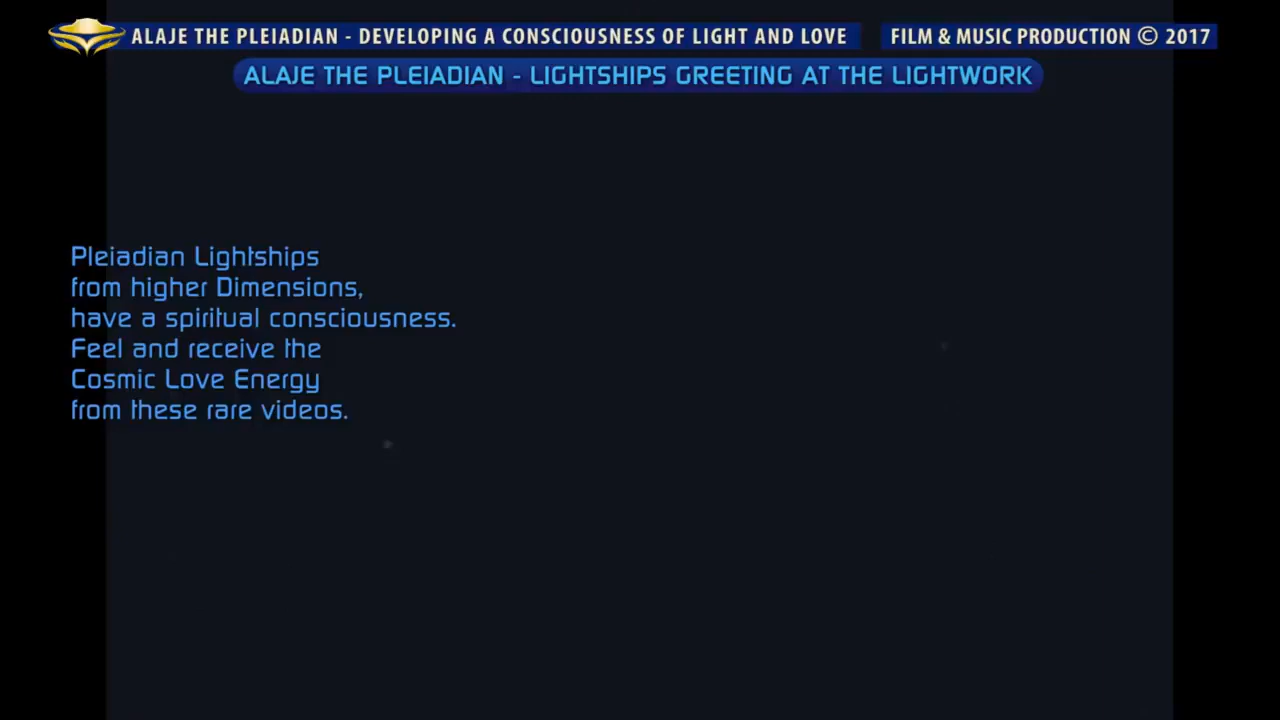 ALAJE THE PLEIADIAN - DEVELOPING A CONSCIOUSNESS OF LIGHT AND LOVE FILM & MUSIC PRODUCTION © 2017
ALAJE THE PLEIADIAN - LIGHTSHIPS GREETING AT THE LIGHTWORK
Pleiadian Lightships
from higher Dimensions,
have a spiritual consciousness.
Feel and receive the
Cosmic Love Energy
from these rare videos.